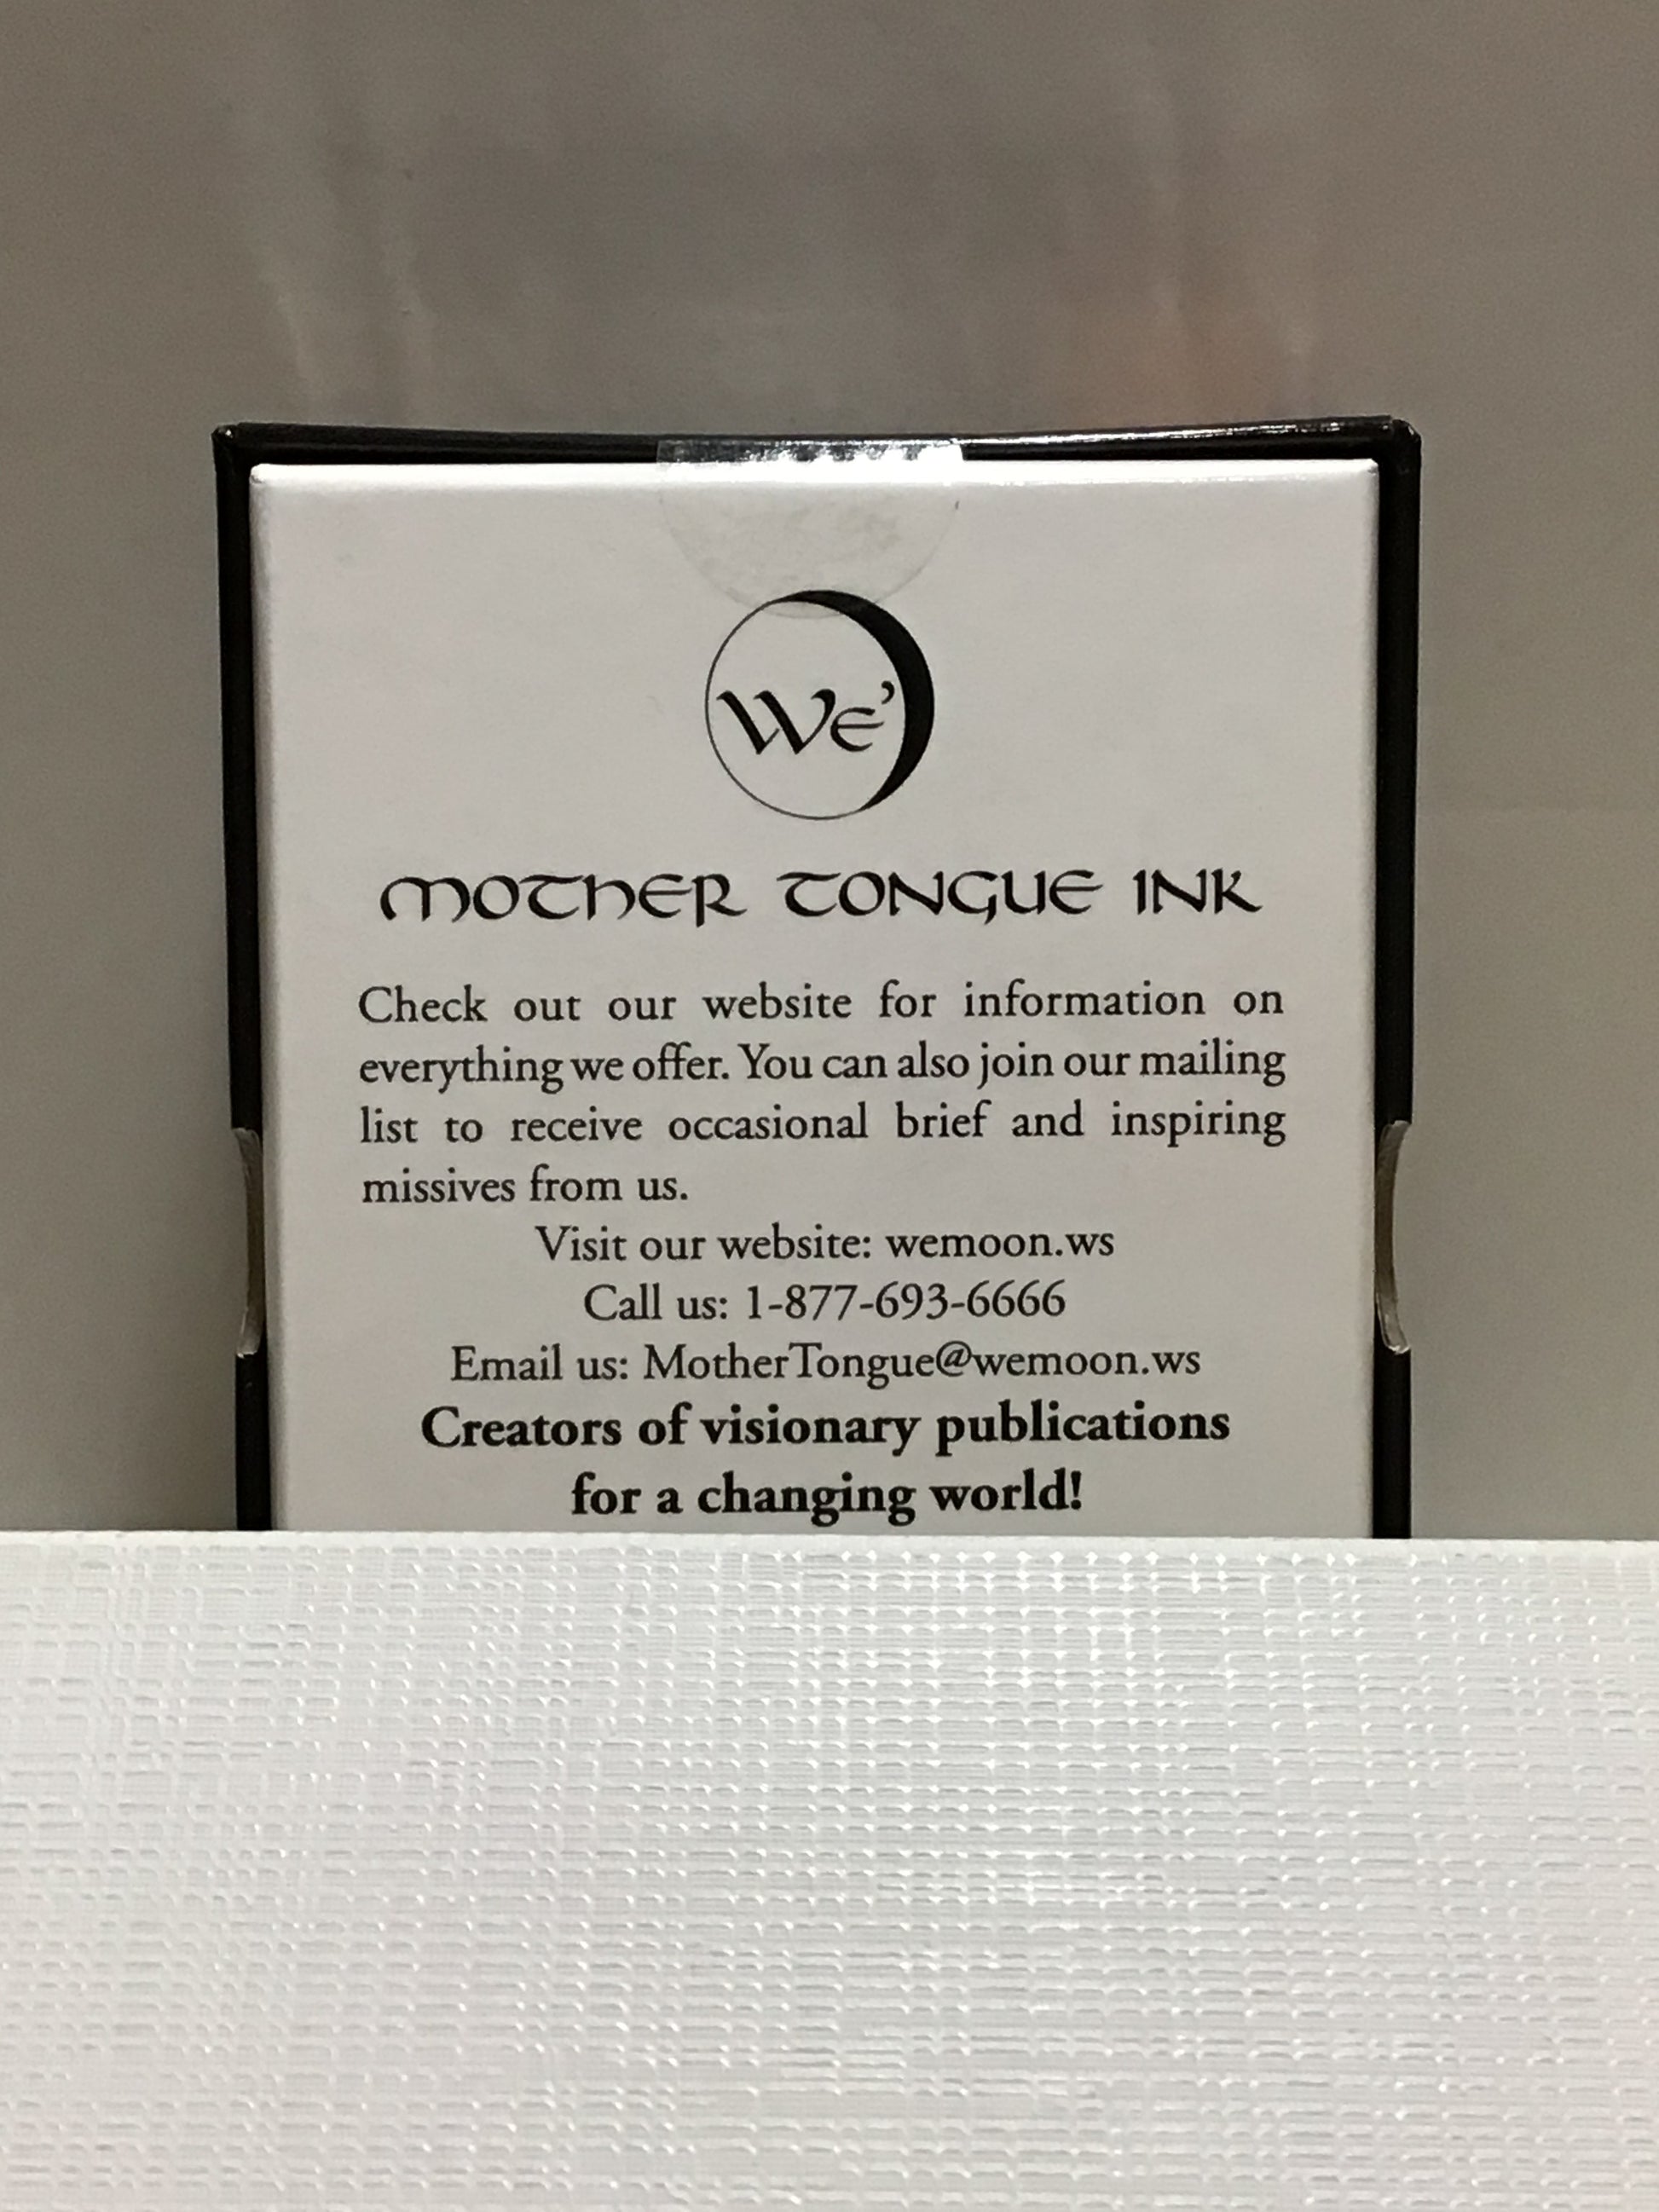 We'
MOTHER TONGUE INK
Check out our website for information on
everything we offer. You can also join our mailing
list to receive occasional brief and inspiring
missives from us.
Visit our website: wemoon.ws
Call us: 1-877-693-6666
Email us: MotherTongue@wemoon.ws
Creators of visionary publications
for a changing world!